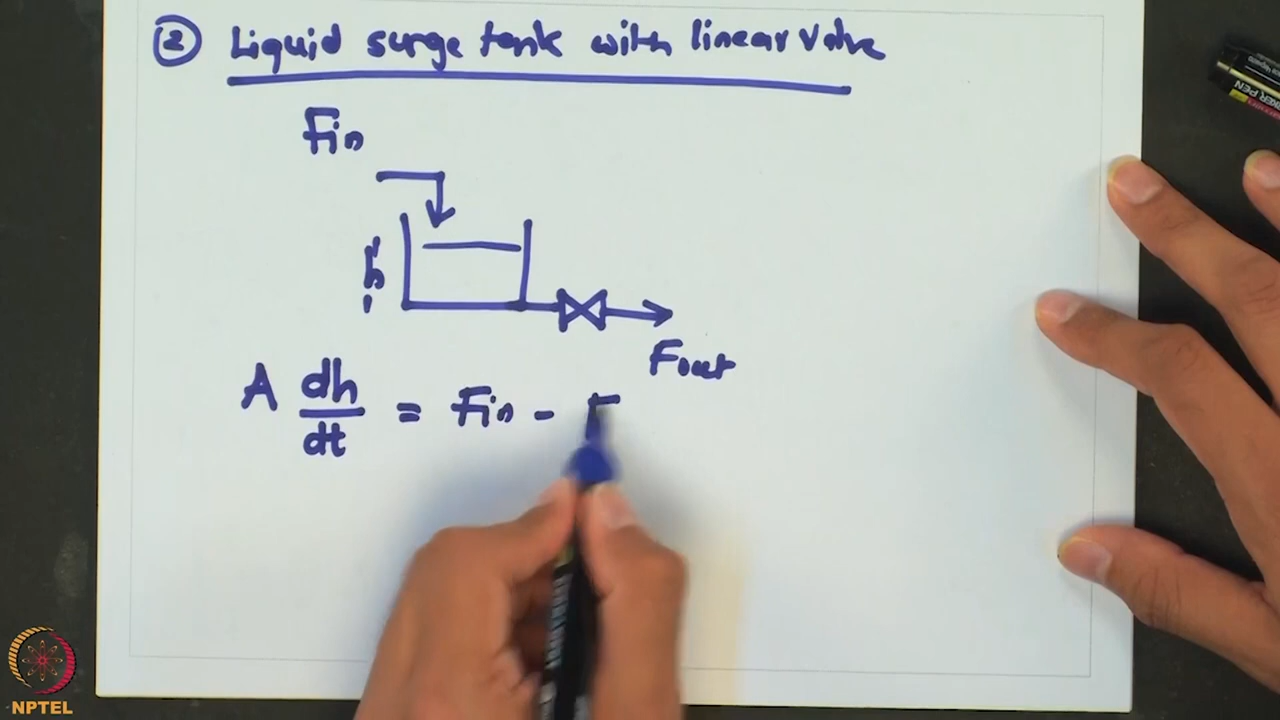 ② Liquid surge tank with linear valve
Fin
h
Fout
A dh/dt = Fin - F
NPTEL